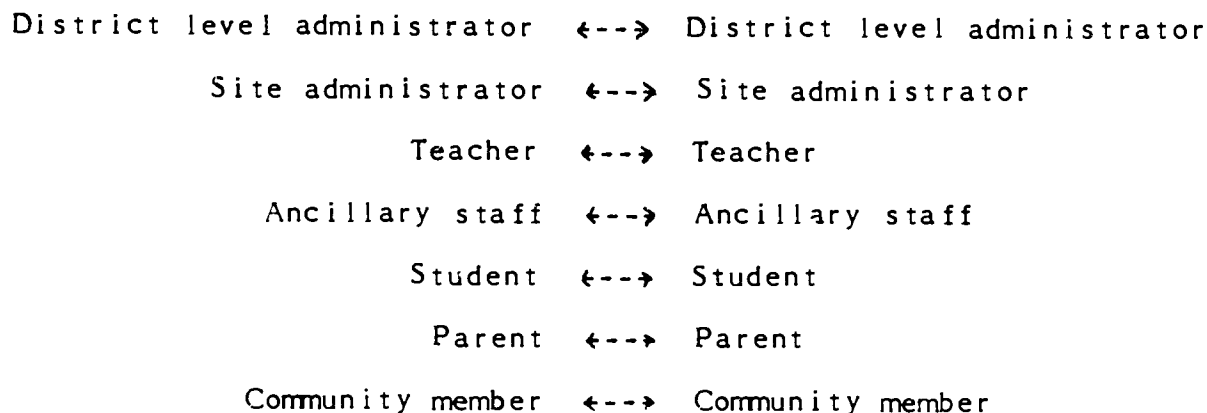 District level administrator <--> District level administrator
Site administrator <--> Site administrator
Teacher <--> Teacher
Ancillary staff <--> Ancillary staff
Student <--> Student
Parent <--> Parent
Community member <--> Community member